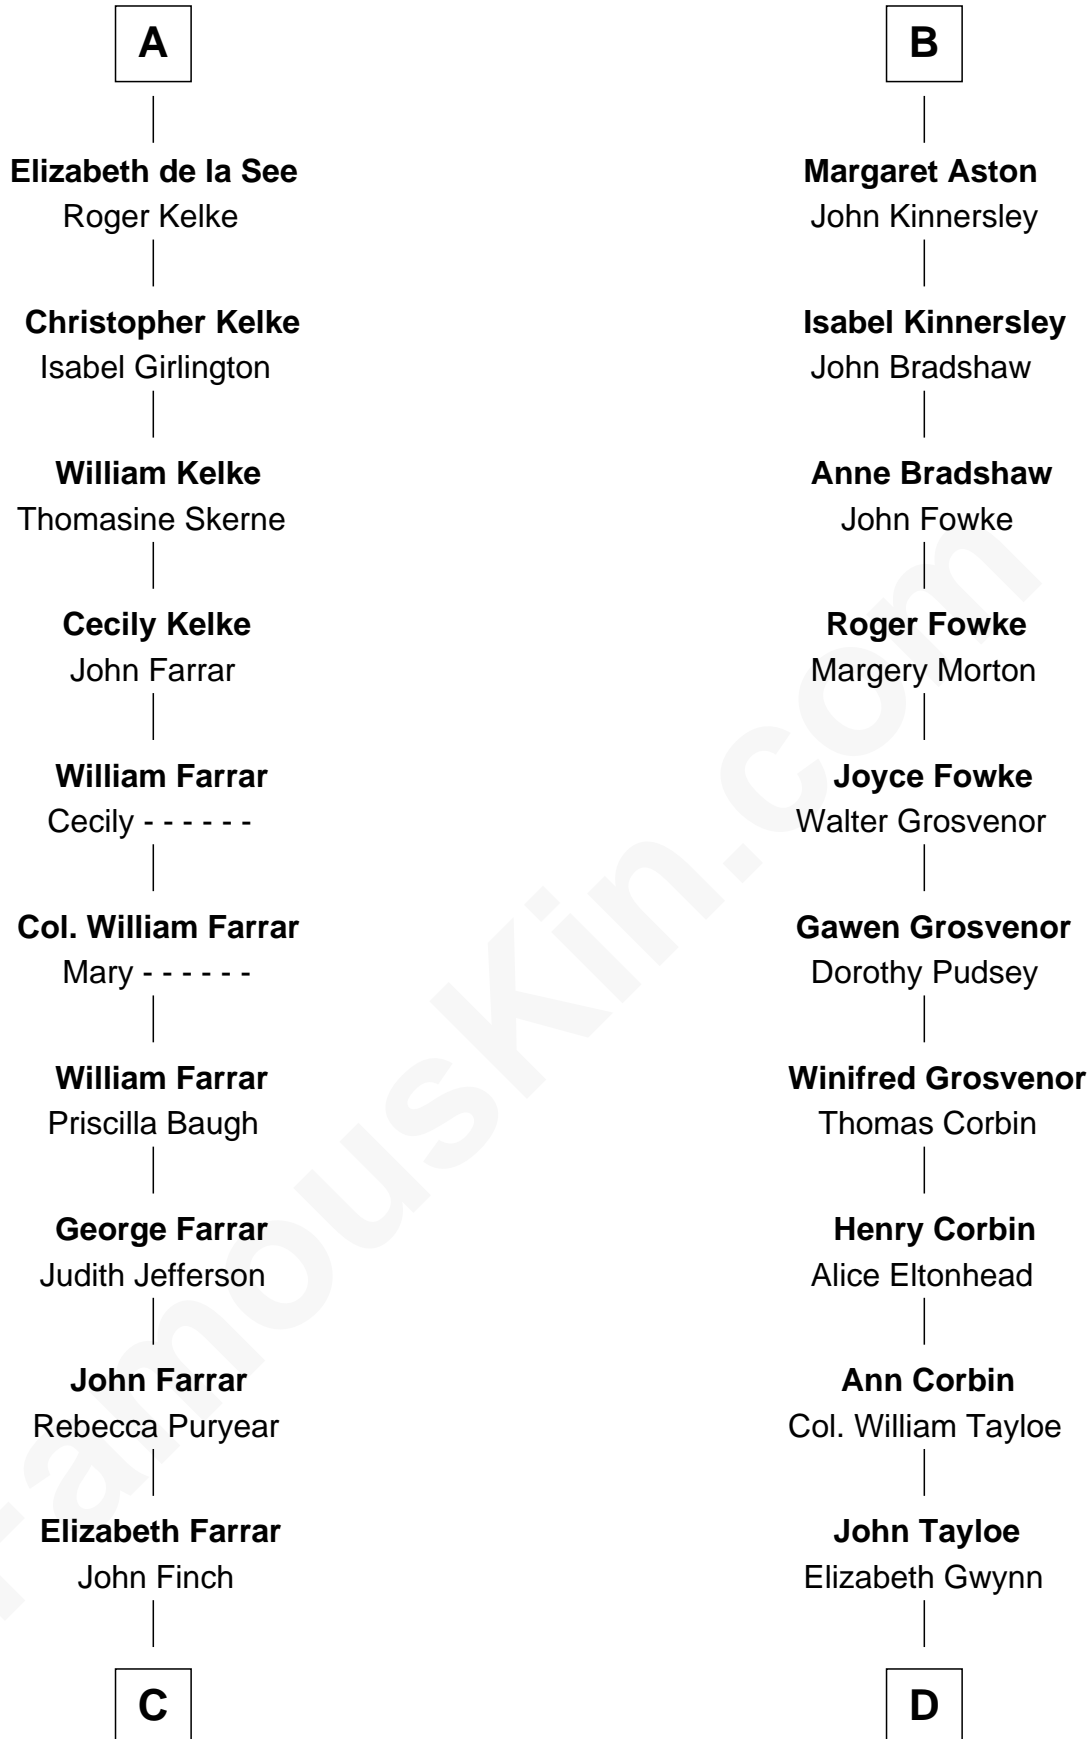 A
Elizabeth de la See
Roger Kelke
Christopher Kelke
Isabel Girlington
William Kelke
Thomasine Skerne
Cecily Kelke
John Farrar
William Farrar
Cecily - - - - - -
Col. William Farrar
Mary - - - - - -
William Farrar
Priscilla Baugh
George Farrar
Judith Jefferson
John Farrar
Rebecca Puryear
Elizabeth Farrar
John Finch
C
B
Margaret Aston
John Kinnersley
Isabel Kinnersley
John Bradshaw
Anne Bradshaw
John Fowke
Roger Fowke
Margery Morton
Joyce Fowke
Walter Grosvenor
Gawen Grosvenor
Dorothy Pudsey
Winifred Grosvenor
Thomas Corbin
Henry Corbin
Alice Eltonhead
Ann Corbin
Col. William Tayloe
John Tayloe
Elizabeth Gwynn
D
FamousKin.com